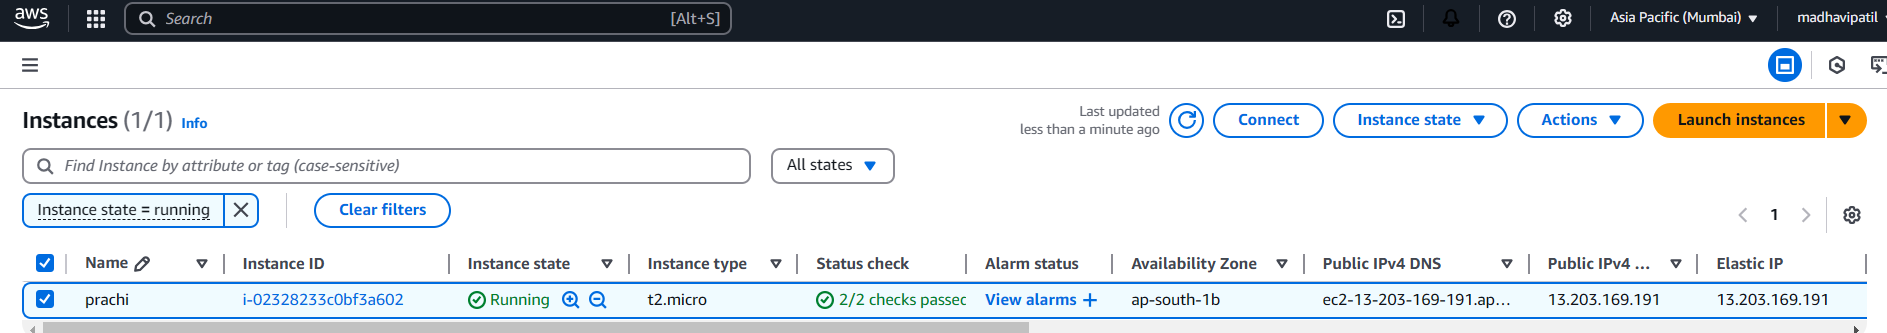 aws Search [Alt+S] Asia Pacific (Mumbai) madhavipatil
Instances (1/1) Info
Last updated
less than a minute ago
Connect Instance state Actions Launch instances
Find Instance by attribute or tag (case-sensitive) All states
Instance state = running Clear filters
1
Name Instance ID Instance state Instance type Status check Alarm status Availability Zone Public IPv4 DNS Public IPv4 ... Elastic IP
prachi i-02328233c0bf3a602 Running t2.micro 2/2 checks passec View alarms + ap-south-1b ec2-13-203-169-191.ap... 13.203.169.191 13.203.169.191